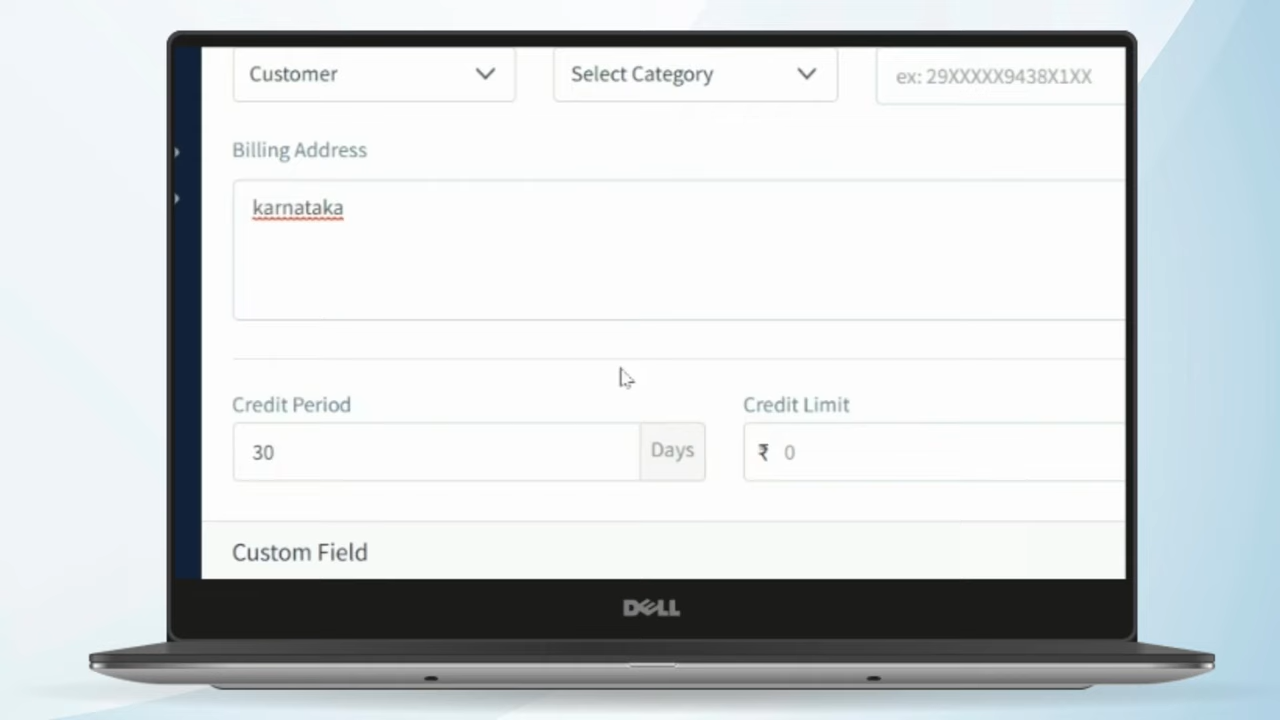 Customer
Select Category
ex: 29XXXXX9438X1XX
Billing Address
karnataka
Credit Period
Credit Limit
30
Days
₹ 0
Custom Field
DELL